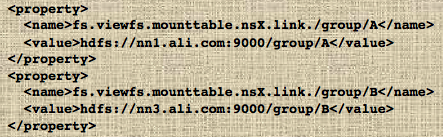 <property>
<name>fs.viewfs.mounttable.nsX.link./group/A</name>
<value>hdfs://nn1.ali.com:9000/group/A</value>
</property>
<property>
<name>fs.viewfs.mounttable.nsX.link./group/B</name>
<value>hdfs://nn3.ali.com:9000/group/B</value>
</property>